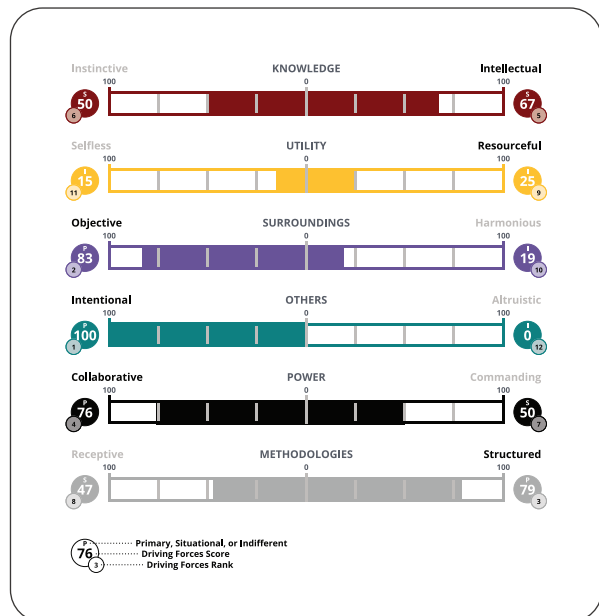 Instinctive KNOWLEDGE Intellectual
100 0 100
S 50 6 S 67 5
Selfless UTILITY Resourceful
100 0 100
I 15 11 I 25 9
Objective SURROUNDINGS Harmonious
100 0 100
P 83 2 I 19 10
Intentional OTHERS Altruistic
100 0 100
P 100 1 I 0 12
Collaborative POWER Commanding
100 0 100
P 76 4 S 50 7
Receptive METHODOLOGIES Structured
100 0 100
S 47 8 P 79 3
P Primary, Situational, or Indifferent
76 Driving Forces Score
3 Driving Forces Rank